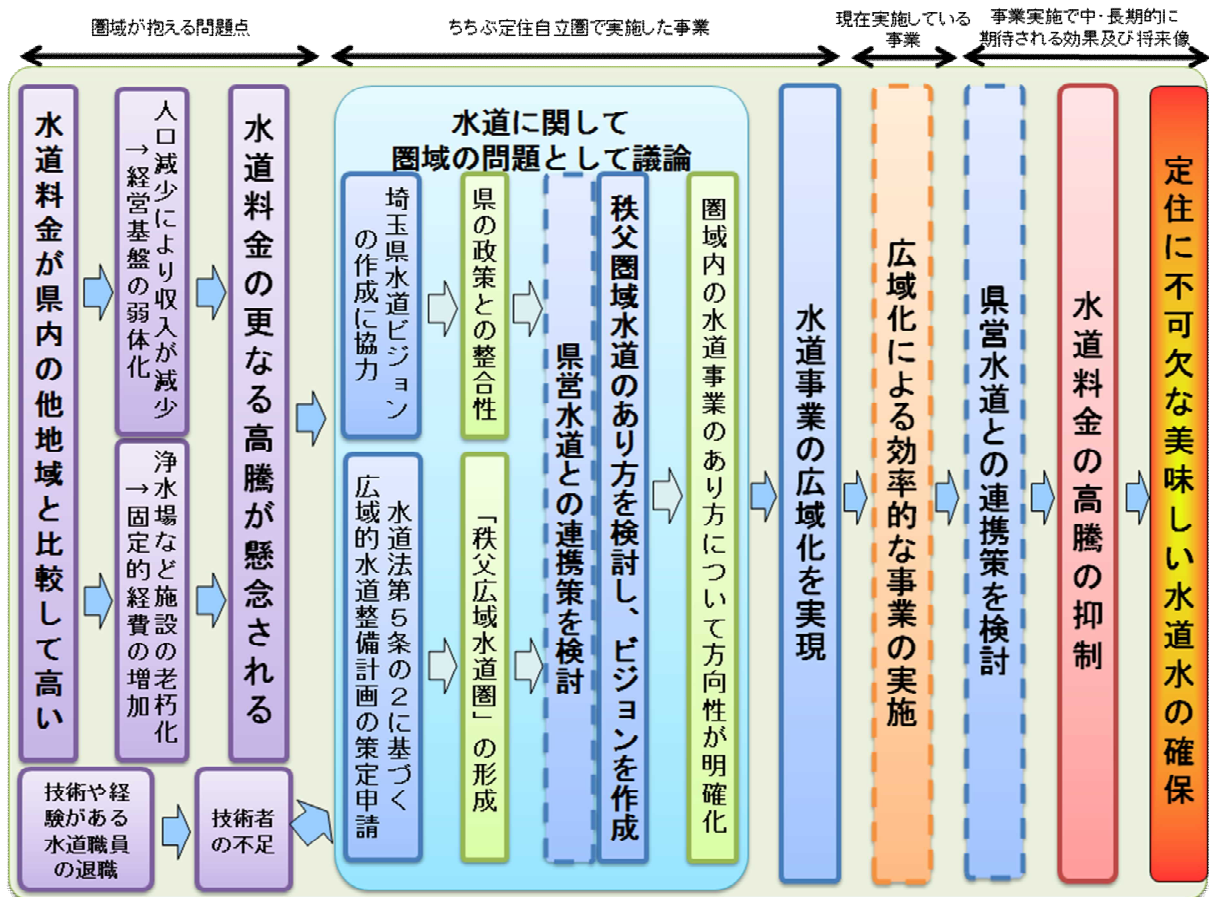 圏域が抱える問題点
ちちぶ定住自立圏で実施した事業
現在実施している
事業
事業実施で中・長期的に
期待される効果及び将来像
水道料金が県内の他地域と比較して高い
人口減少により収入が減少
→経営基盤の弱体化
浄水場など施設の老朽化
→固定的経費の増加
水道料金の更なる高騰が懸念される
技術や経
験がある
水道職員
の退職
技術者
の不足
水道に関して
圏域の問題として議論
埼玉県水道ビジョン
の作成に協力
県の政策との整合性
水道法第5条の2に基づく
広域的水道整備計画の策定申請
「秩父広域水道圏」の形成
県営水道との連携策を検討
秩父圏域水道のあり方を検討し、ビジョンを作成
圏域内の水道事業のあり方について方向性が明確化
水道事業の広域化を実現
広域化による効率的な事業の実施
県営水道との連携策を検討
水道料金の高騰の抑制
定住に不可欠な美味しい水道水の確保